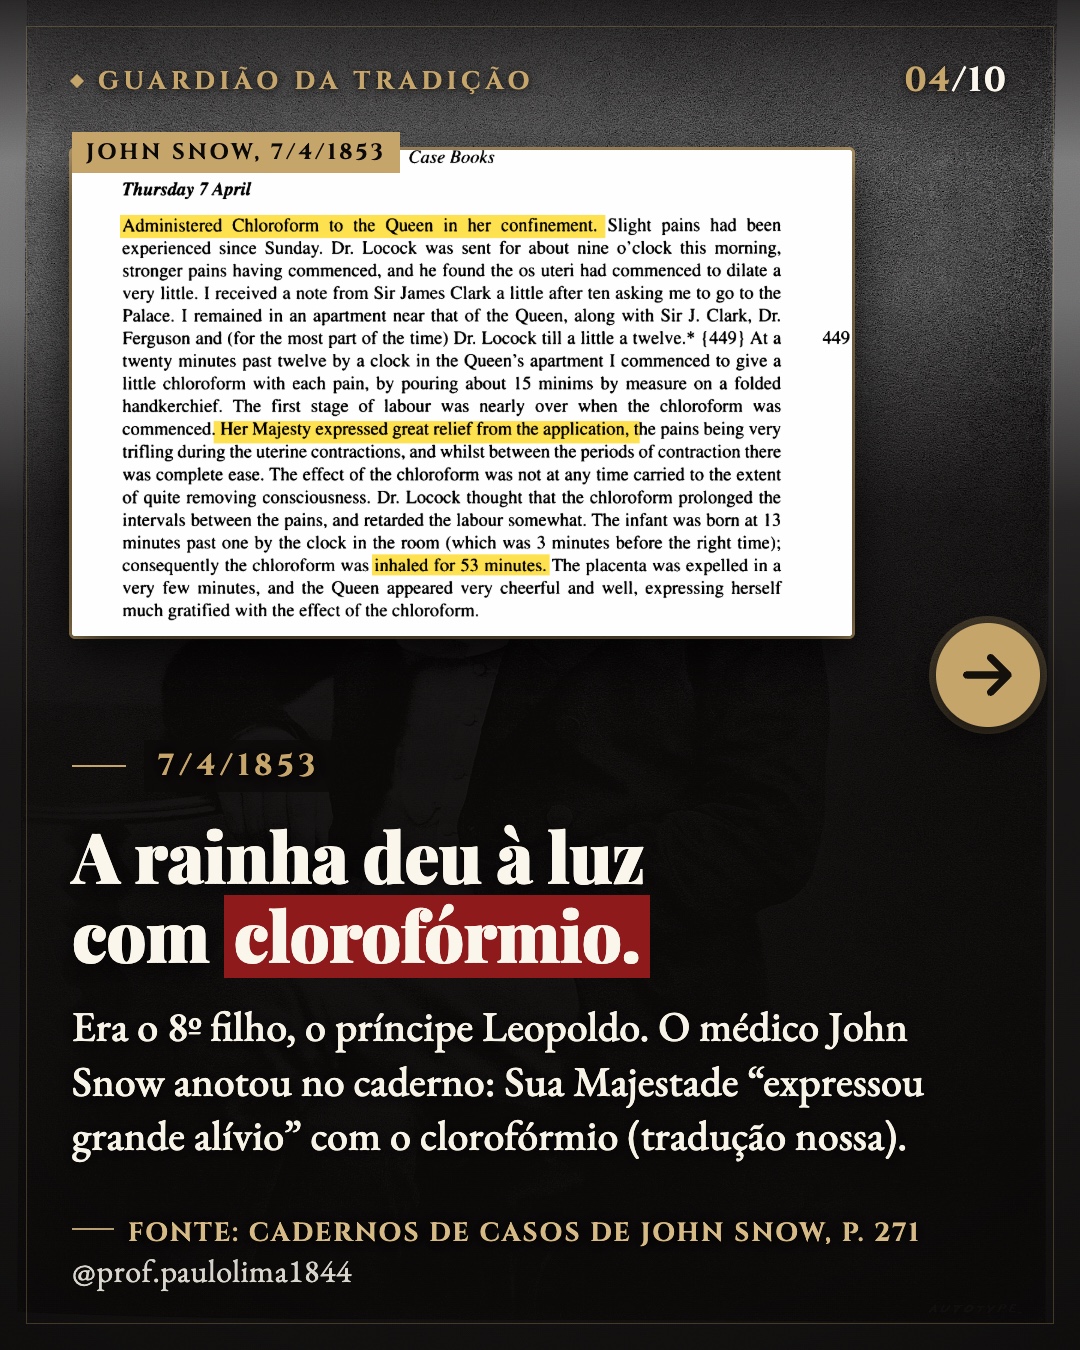 ◆ GUARDIÃO DA TRADIÇÃO
04/10
JOHN SNOW, 7/4/1853
Case Books
Thursday 7 April
Administered Chloroform to the Queen in her confinement. Slight pains had been
experienced since Sunday. Dr. Locock was sent for about nine o'clock this morning,
stronger pains having commenced, and he found the os uteri had commenced to dilate a
very little. I received a note from Sir James Clark a little after ten asking me to go to the
Palace. I remained in an apartment near that of the Queen, along with Sir J. Clark, Dr.
Ferguson and (for the most part of the time) Dr. Locock till a little a twelve.* {449} At a
449
twenty minutes past twelve by a clock in the Queen's apartment I commenced to give a
little chloroform with each pain, by pouring about 15 minims by measure on a folded
handkerchief. The first stage of labour was nearly over when the chloroform was
commenced. Her Majesty expressed great relief from the application, the pains being very
trifling during the uterine contractions, and whilst between the periods of contraction there
was complete ease. The effect of the chloroform was not at any time carried to the extent
of quite removing consciousness. Dr. Locock thought that the chloroform prolonged the
intervals between the pains, and retarded the labour somewhat. The infant was born at 13
minutes past one by the clock in the room (which was 3 minutes before the right time);
consequently the chloroform was inhaled for 53 minutes. The placenta was expelled in a
very few minutes, and the Queen appeared very cheerful and well, expressing herself
much gratified with the effect of the chloroform.
7/4/1853
A rainha deu à luz
com clorofórmio.
Era o 8º filho, o príncipe Leopoldo. O médico John
Snow anotou no caderno: Sua Majestade “expressou
grande alívio” com o clorofórmio (tradução nossa).
FONTE: CADERNOS DE CASOS DE JOHN SNOW, P. 271
@prof.paulolima1844